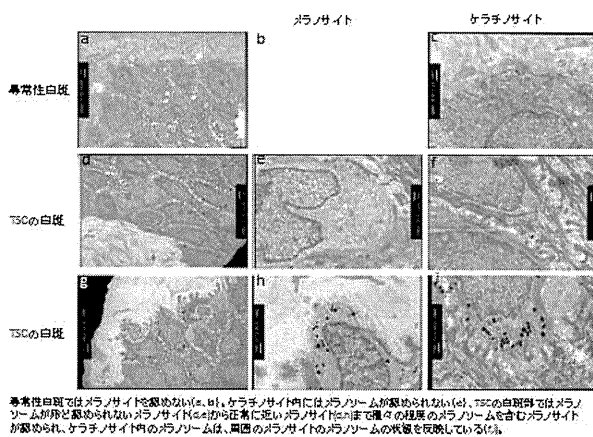 メラノサイト ケラチノサイト
a b c
尋常性白斑
d e f
TSCの白斑
g h i
TSCの白斑
尋常性白斑ではメラノサイトを認めない(a, b)。ケラチノサイト内にはメラノソームが認められない(c)。TSCの白斑部ではメラノ
ソームが殆ど認められないメラノサイト(d,e)から正常に近いメラノサイト(g,h)まで種々の程度のメラノソームを含むメラノサイト
が認められ、ケラチノサイト内のメラノソームは、周囲のメラノサイトのメラノソームの状態を反映している